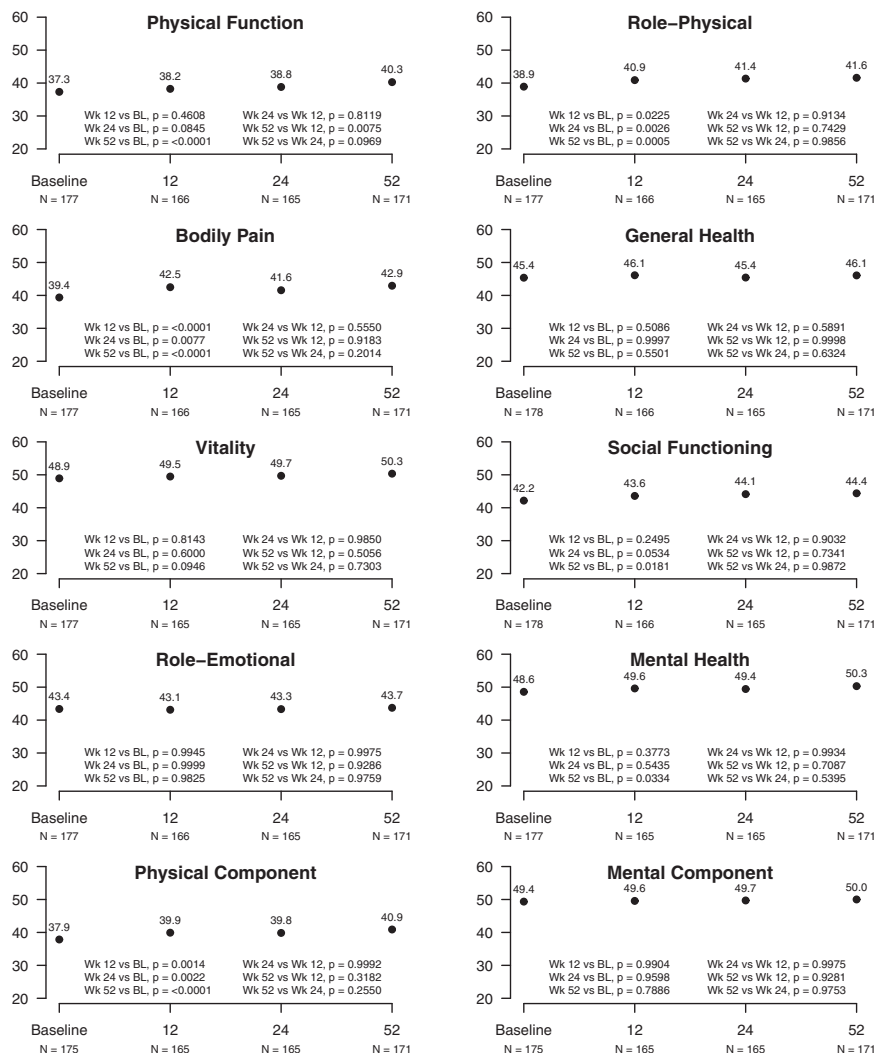 Physical Function
60
50
40
30
20
37.3
38.2
38.8
40.3
Wk 12 vs BL, p = 0.4608
Wk 24 vs BL, p = 0.0845
Wk 52 vs BL, p = <0.0001
Wk 24 vs Wk 12, p = 0.8119
Wk 52 vs Wk 12, p = 0.0075
Wk 52 vs Wk 24, p = 0.0969
Baseline 12 24 52
N = 177 N = 166 N = 165 N = 171
Role−Physical
60
50
40
30
20
38.9
40.9
41.4
41.6
Wk 12 vs BL, p = 0.0225
Wk 24 vs BL, p = 0.0026
Wk 52 vs BL, p = 0.0005
Wk 24 vs Wk 12, p = 0.9134
Wk 52 vs Wk 12, p = 0.7429
Wk 52 vs Wk 24, p = 0.9856
Baseline 12 24 52
N = 177 N = 166 N = 165 N = 171
Bodily Pain
60
50
40
30
20
39.4
42.5
41.6
42.9
Wk 12 vs BL, p = <0.0001
Wk 24 vs BL, p = 0.0077
Wk 52 vs BL, p = <0.0001
Wk 24 vs Wk 12, p = 0.5550
Wk 52 vs Wk 12, p = 0.9183
Wk 52 vs Wk 24, p = 0.2014
Baseline 12 24 52
N = 177 N = 166 N = 165 N = 171
General Health
60
50
40
30
20
45.4
46.1
45.4
46.1
Wk 12 vs BL, p = 0.5086
Wk 24 vs BL, p = 0.9997
Wk 52 vs BL, p = 0.5501
Wk 24 vs Wk 12, p = 0.5891
Wk 52 vs Wk 12, p = 0.9998
Wk 52 vs Wk 24, p = 0.6324
Baseline 12 24 52
N = 178 N = 166 N = 165 N = 171
Vitality
60
50
40
30
20
48.9
49.5
49.7
50.3
Wk 12 vs BL, p = 0.8143
Wk 24 vs BL, p = 0.6000
Wk 52 vs BL, p = 0.0946
Wk 24 vs Wk 12, p = 0.9850
Wk 52 vs Wk 12, p = 0.5056
Wk 52 vs Wk 24, p = 0.7303
Baseline 12 24 52
N = 177 N = 165 N = 165 N = 171
Social Functioning
60
50
40
30
20
42.2
43.6
44.1
44.4
Wk 12 vs BL, p = 0.2495
Wk 24 vs BL, p = 0.0534
Wk 52 vs BL, p = 0.0181
Wk 24 vs Wk 12, p = 0.9032
Wk 52 vs Wk 12, p = 0.7341
Wk 52 vs Wk 24, p = 0.9872
Baseline 12 24 52
N = 178 N = 166 N = 165 N = 171
Role−Emotional
60
50
40
30
20
43.4
43.1
43.3
43.7
Wk 12 vs BL, p = 0.9945
Wk 24 vs BL, p = 0.9999
Wk 52 vs BL, p = 0.9825
Wk 24 vs Wk 12, p = 0.9975
Wk 52 vs Wk 12, p = 0.9286
Wk 52 vs Wk 24, p = 0.9759
Baseline 12 24 52
N = 177 N = 166 N = 165 N = 171
Mental Health
60
50
40
30
20
48.6
49.6
49.4
50.3
Wk 12 vs BL, p = 0.3773
Wk 24 vs BL, p = 0.5435
Wk 52 vs BL, p = 0.0334
Wk 24 vs Wk 12, p = 0.9934
Wk 52 vs Wk 12, p = 0.7087
Wk 52 vs Wk 24, p = 0.5395
Baseline 12 24 52
N = 177 N = 165 N = 165 N = 171
Physical Component
60
50
40
30
20
37.9
39.9
39.8
40.9
Wk 12 vs BL, p = 0.0014
Wk 24 vs BL, p = 0.0022
Wk 52 vs BL, p = <0.0001
Wk 24 vs Wk 12, p = 0.9992
Wk 52 vs Wk 12, p = 0.3182
Wk 52 vs Wk 24, p = 0.2550
Baseline 12 24 52
N = 175 N = 165 N = 165 N = 171
Mental Component
60
50
40
30
20
49.4
49.6
49.7
50.0
Wk 12 vs BL, p = 0.9904
Wk 24 vs BL, p = 0.9598
Wk 52 vs BL, p = 0.7886
Wk 24 vs Wk 12, p = 0.9975
Wk 52 vs Wk 12, p = 0.9281
Wk 52 vs Wk 24, p = 0.9753
Baseline 12 24 52
N = 175 N = 165 N = 165 N = 171